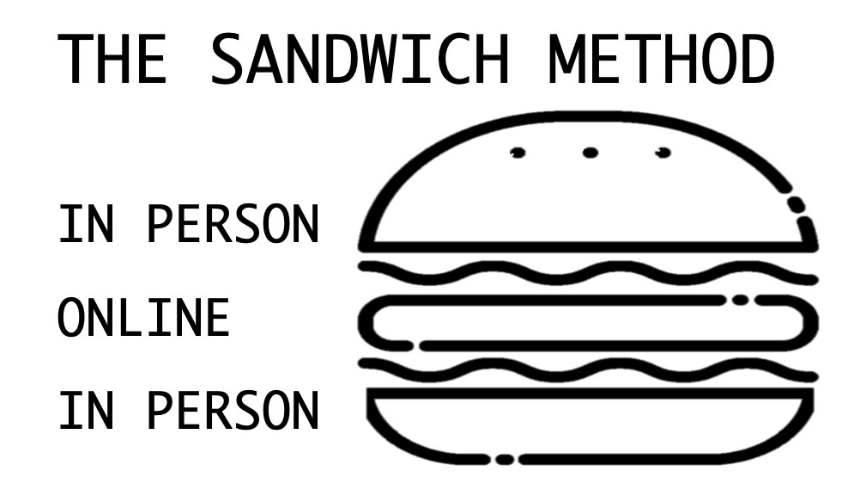 THE SANDWICH METHOD
IN PERSON
ONLINE
IN PERSON